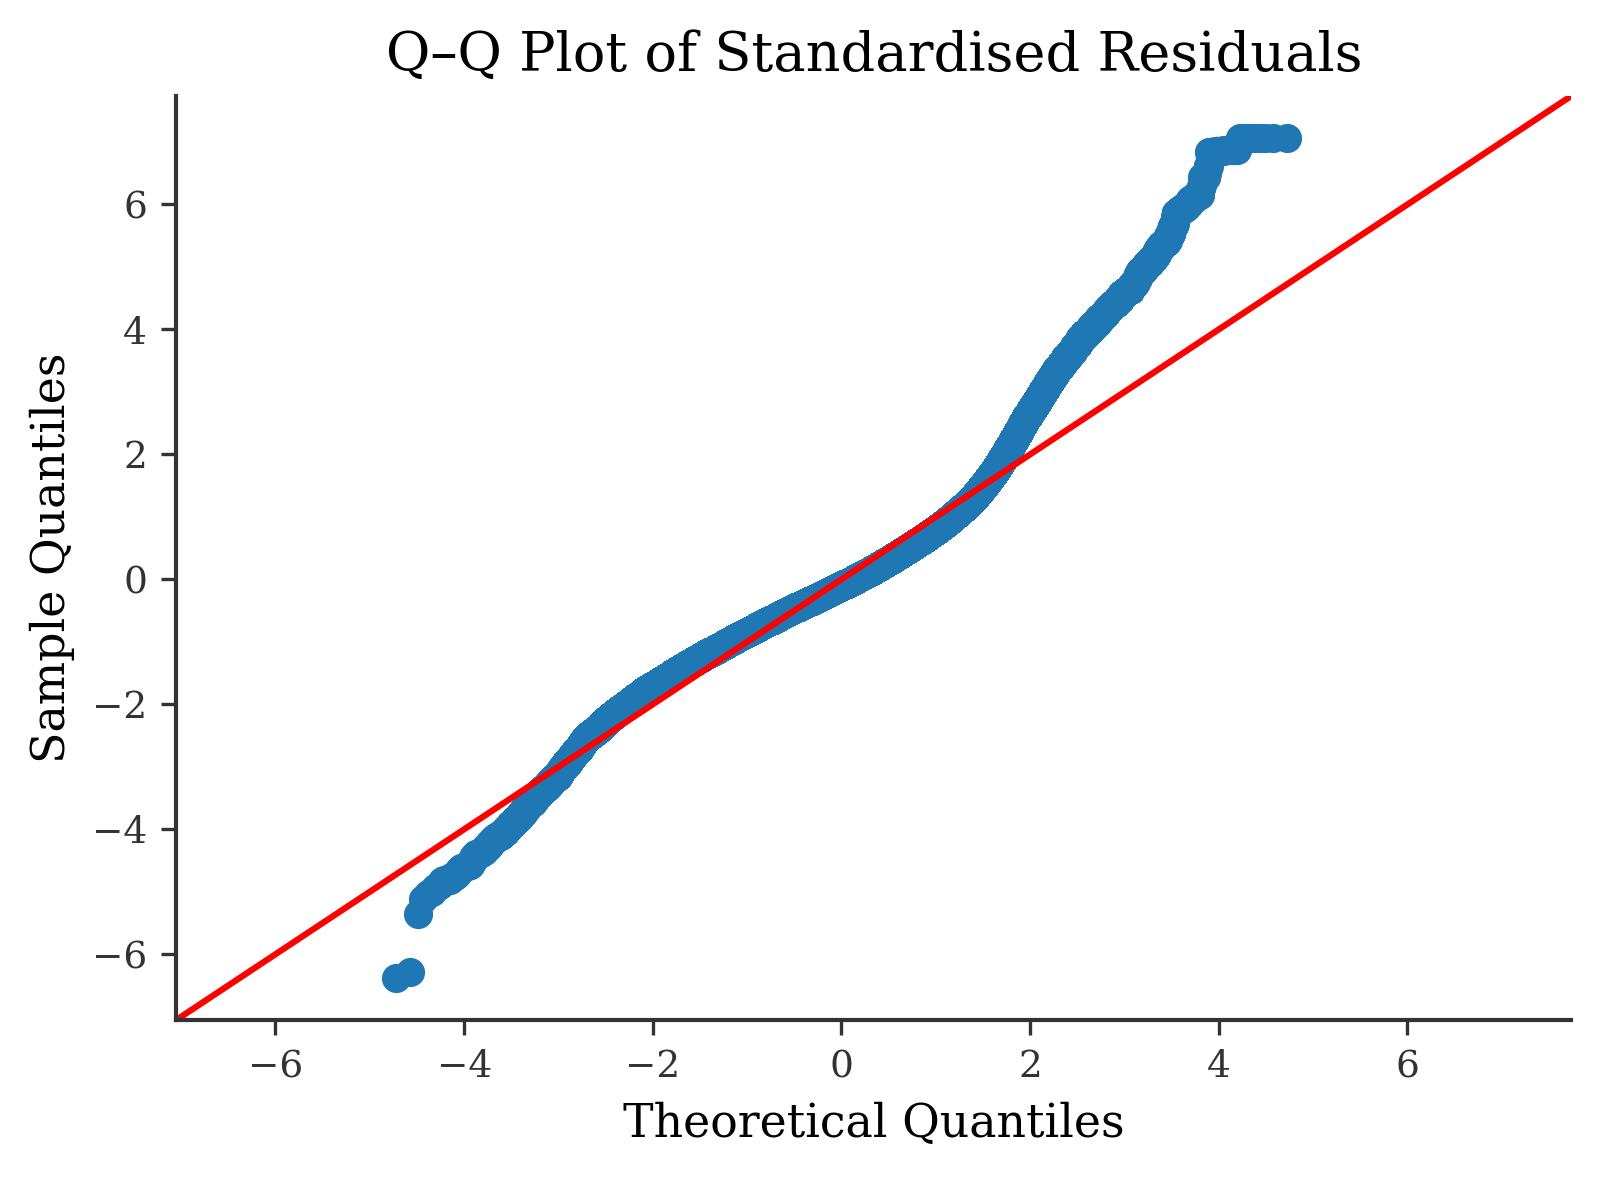 Q–Q Plot of Standardised Residuals
Sample Quantiles
6
4
2
0
−2
−4
−6
−6 −4 −2 0 2 4 6
Theoretical Quantiles